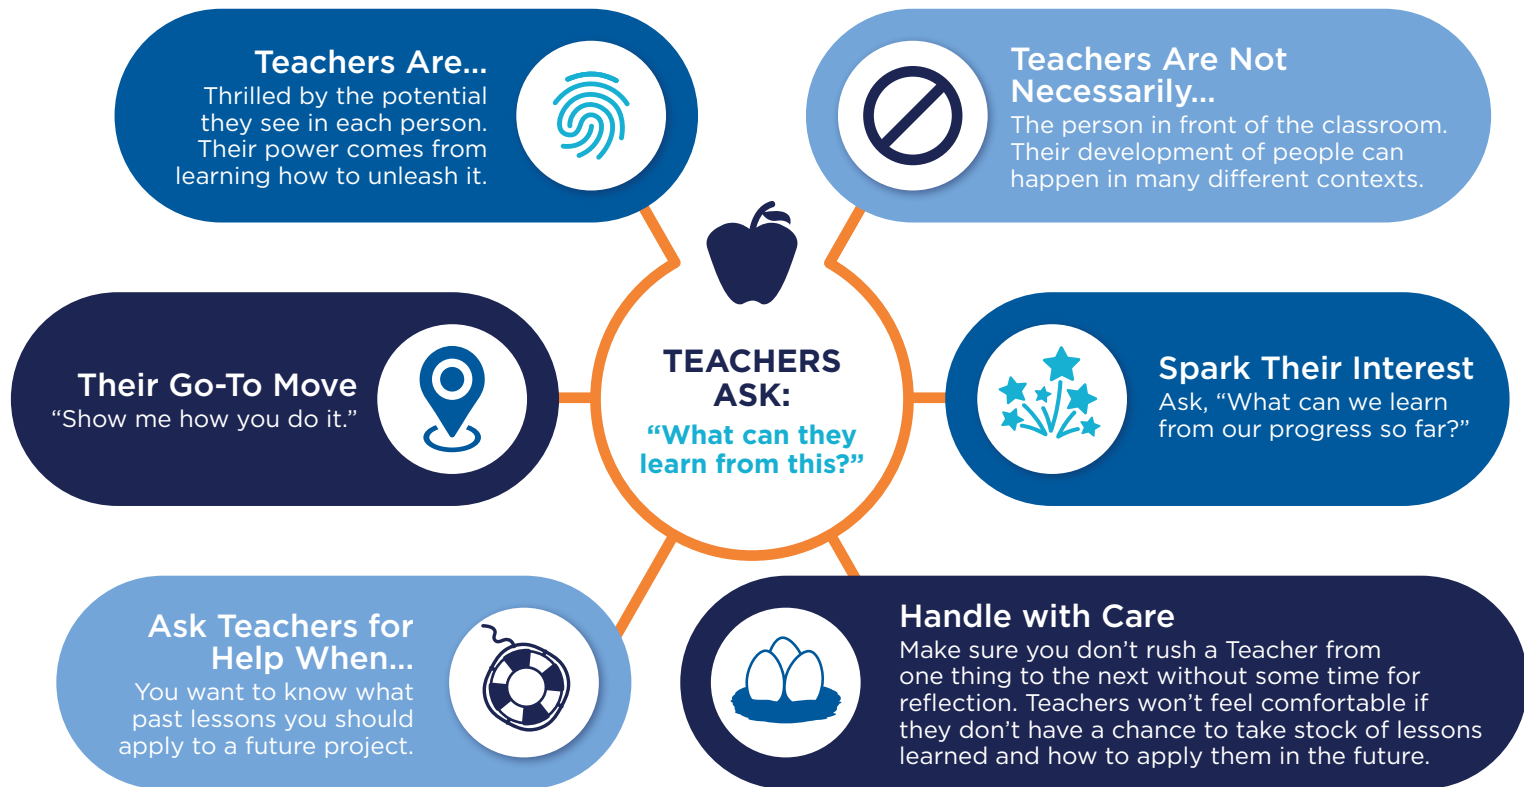 Teachers Are...
Thrilled by the potential
they see in each person.
Their power comes from
learning how to unleash it.
Teachers Are Not
Necessarily...
The person in front of the classroom.
Their development of people can
happen in many different contexts.
Their Go-To Move
“Show me how you do it.”
TEACHERS
ASK:
“What can they
learn from this?”
Spark Their Interest
Ask, “What can we learn
from our progress so far?”
Ask Teachers for
Help When...
You want to know what
past lessons you should
apply to a future project.
Handle with Care
Make sure you don’t rush a Teacher from
one thing to the next without some time for
reflection. Teachers won’t feel comfortable if
they don’t have a chance to take stock of lessons
learned and how to apply them in the future.